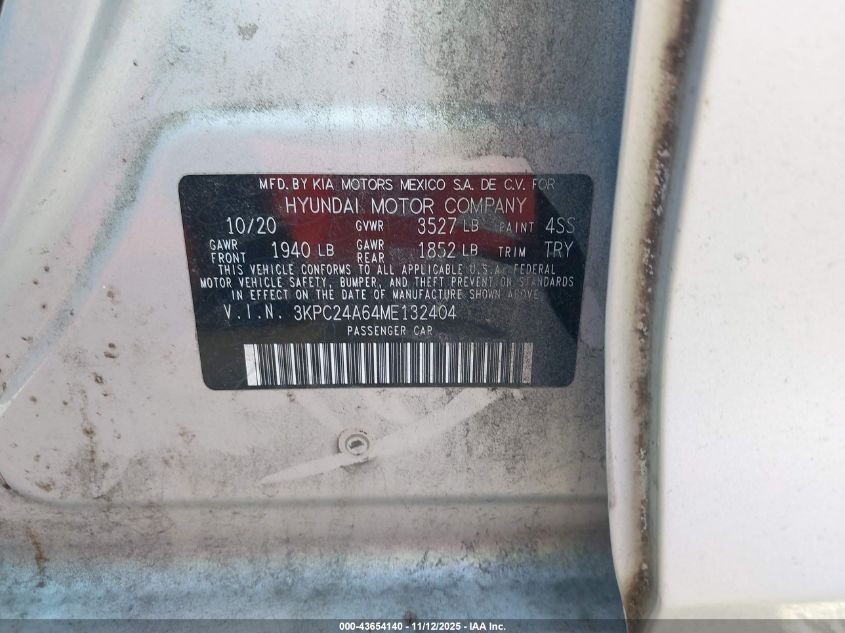 MFD. BY KIA MOTORS MEXICO S.A. DE C.V. FOR
HYUNDAI MOTOR COMPANY
10/20 GVWR 3527 LB PAINT 4SS
GAWR FRONT 1940 LB GAWR REAR 1852 LB TRIM TRY
THIS VEHICLE CONFORMS TO ALL APPLICABLE U.S.A. FEDERAL
MOTOR VEHICLE SAFETY, BUMPER, AND THEFT PREVENTION STANDARDS
IN EFFECT ON THE DATE OF MANUFACTURE SHOWN ABOVE.
V.I.N. 3KPC24A64ME132404
PASSENGER CAR
000-43654140 - 11/12/2025 - IAA Inc.